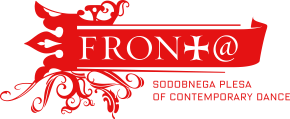 FRONT@
SODOBNEGA PLESA
OF CONTEMPORARY DANCE